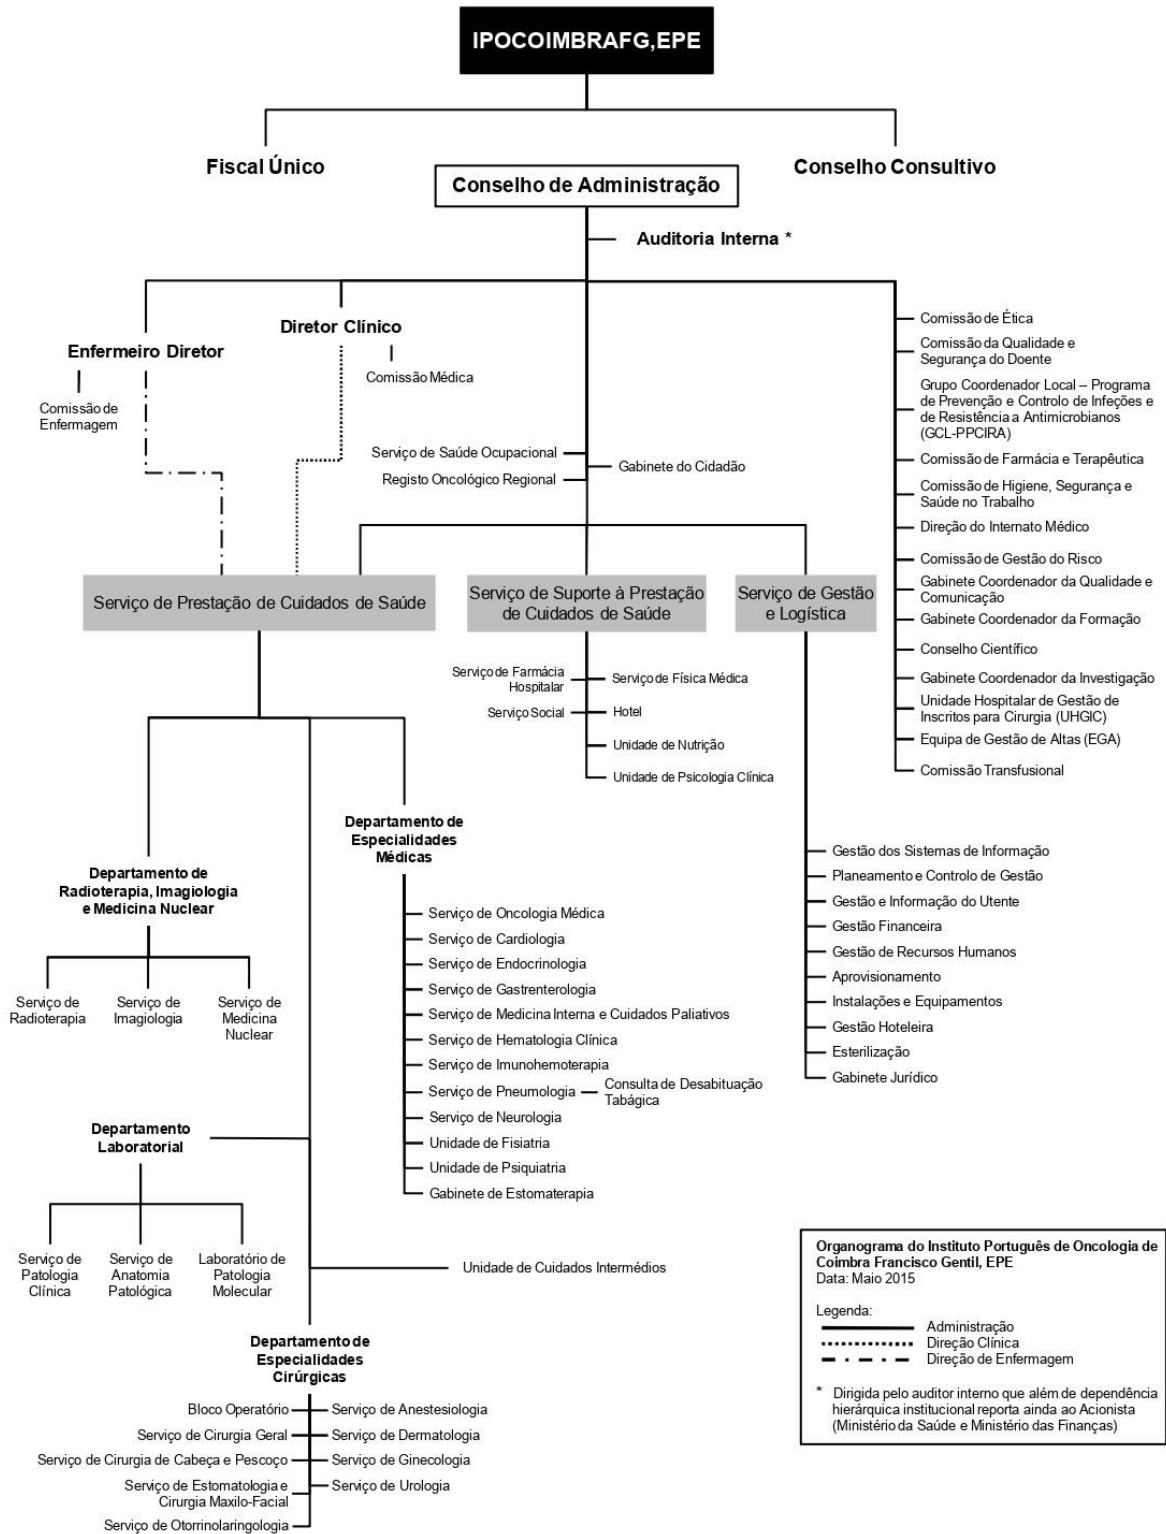 IPOCOIMBRAFG,EPE
Fiscal Único
Conselho Consultivo
Conselho de Administração
Auditoria Interna *
Diretor Clínico
Enfermeiro Diretor
Comissão Médica
Comissão de
Enfermagem
Serviço de Saúde Ocupacional
Registo Oncológico Regional
Gabinete do Cidadão
Comissão de Ética
Comissão da Qualidade e
Segurança do Doente
Grupo Coordenador Local – Programa
de Prevenção e Controlo de Infeções e
de Resistência a Antimicrobianos
(GCL-PPCIRA)
Comissão de Farmácia e Terapêutica
Comissão de Higiene, Segurança e
Saúde no Trabalho
Direção do Internato Médico
Comissão de Gestão do Risco
Gabinete Coordenador da Qualidade e
Comunicação
Gabinete Coordenador da Formação
Conselho Científico
Gabinete Coordenador da Investigação
Unidade Hospitalar de Gestão de
Inscritos para Cirurgia (UHGIC)
Equipa de Gestão de Altas (EGA)
Comissão Transfusional
Serviço de Prestação de Cuidados de Saúde
Serviço de Suporte à Prestação
de Cuidados de Saúde
Serviço de Gestão
e Logística
Serviço de Farmácia
Hospitalar
Serviço Social
Serviço de Física Médica
Hotel
Unidade de Nutrição
Unidade de Psicologia Clínica
Gestão dos Sistemas de Informação
Planeamento e Controlo de Gestão
Gestão e Informação do Utente
Gestão Financeira
Gestão de Recursos Humanos
Aprovisionamento
Instalações e Equipamentos
Gestão Hoteleira
Esterilização
Gabinete Jurídico
Departamento de
Especialidades
Médicas
Serviço de Oncologia Médica
Serviço de Cardiologia
Serviço de Endocrinologia
Serviço de Gastrenterologia
Serviço de Medicina Interna e Cuidados Paliativos
Serviço de Hematologia Clínica
Serviço de Imunohemoterapia
Serviço de Pneumologia
Consulta de Desabituação
Tabágica
Serviço de Neurologia
Unidade de Fisiatria
Unidade de Psiquiatria
Gabinete de Estomaterapia
Departamento de
Radioterapia, Imagiologia
e Medicina Nuclear
Serviço de
Radioterapia
Serviço de
Imagiologia
Serviço de
Medicina
Nuclear
Departamento
Laboratorial
Serviço de
Patologia
Clínica
Serviço de
Anatomia
Patológica
Laboratório de
Patologia
Molecular
Unidade de Cuidados Intermédios
Departamento de
Especialidades
Cirúrgicas
Bloco Operatório
Serviço de Cirurgia Geral
Serviço de Cirurgia de Cabeça e Pescoço
Serviço de Estomatologia e
Cirurgia Maxilo-Facial
Serviço de Otorrinolaringologia
Serviço de Anestesiologia
Serviço de Dermatologia
Serviço de Ginecologia
Serviço de Urologia
Organograma do Instituto Português de Oncologia de
Coimbra Francisco Gentil, EPE
Data: Maio 2015
Legenda:
Administração
Direção Clínica
Direção de Enfermagem
* Dirigida pelo auditor interno que além de dependência
hierárquica institucional reporta ainda ao Acionista
(Ministério da Saúde e Ministério das Finanças)